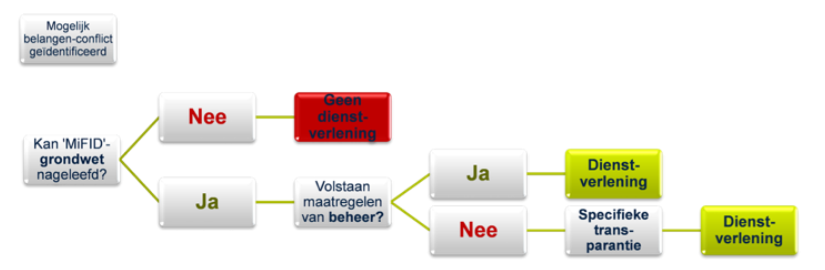 Mogelijk
belangen-conflict
geïdentificeerd
Kan 'MiFID'-
grondwet
nageleefd?
Nee
Geen
dienst-
verlening
Ja
Volstaan
maatregelen
van beheer?
Ja
Dienst-
verlening
Nee
Specifieke
trans-
parantie
Dienst-
verlening